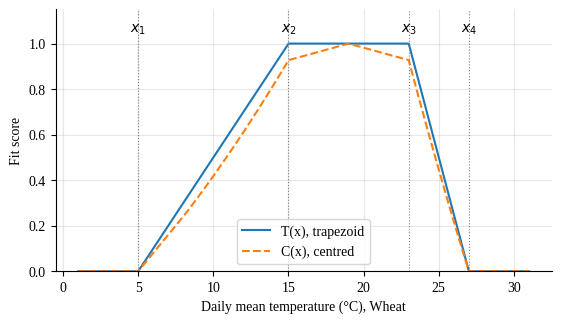 x₁ x₂ x₃ x₄
1.0
0.8
0.6
0.4
0.2
0.0
Fit score
T(x), trapezoid
C(x), centred
0 5 10 15 20 25 30
Daily mean temperature (°C), Wheat